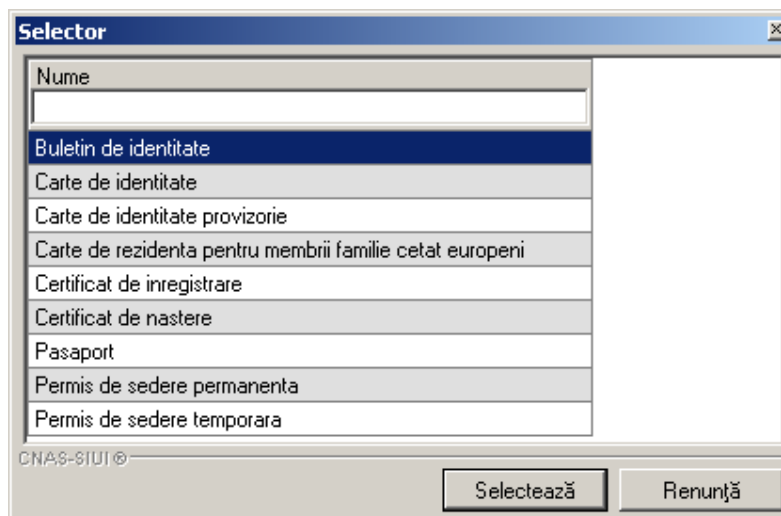 Selector
Nume
Buletin de identitate
Carte de identitate
Carte de identitate provizorie
Carte de rezidenta pentru membrii familie cetat europeni
Certificat de inregistrare
Certificat de nastere
Pasaport
Permis de sedere permanenta
Permis de sedere temporara
CNAS-SIUI ®
Selectează Renunţă